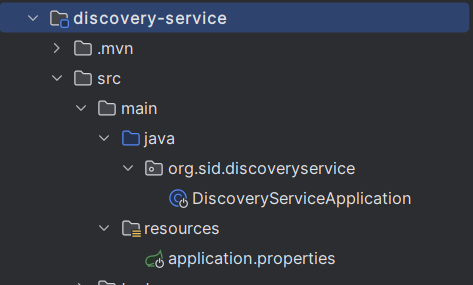 discovery-service
.mvn
src
main
java
org.sid.discoveryservice
DiscoveryServiceApplication
resources
application.properties